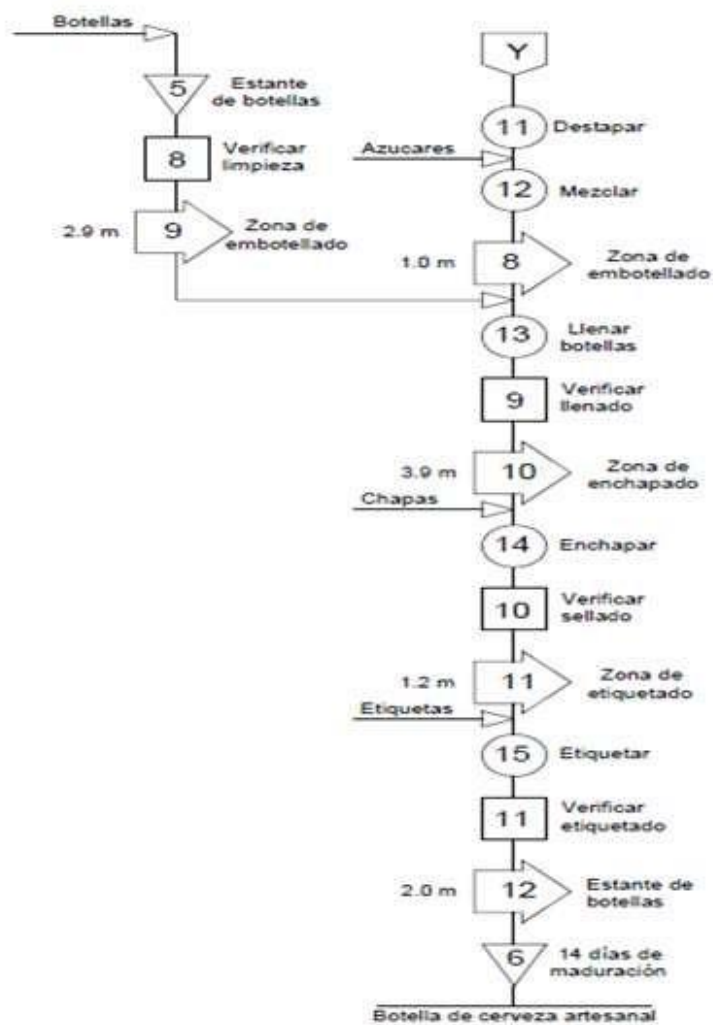 Botellas
5
Estante
de botellas
8
Verificar
limpieza
2.9 m
9
Zona de
embotellado
Y
11
Destapar
Azucares
12
Mezclar
1.0 m
8
Zona de
embotellado
13
Llenar
botellas
9
Verificar
llenado
3.9 m
10
Zona de
enchapado
Chapas
14
Enchapar
10
Verificar
sellado
1.2 m
11
Zona de
etiquetado
Etiquetas
15
Etiquetar
11
Verificar
etiquetado
2.0 m
12
Estante de
botellas
6
14 días de
maduración
Botella de cerveza artesanal